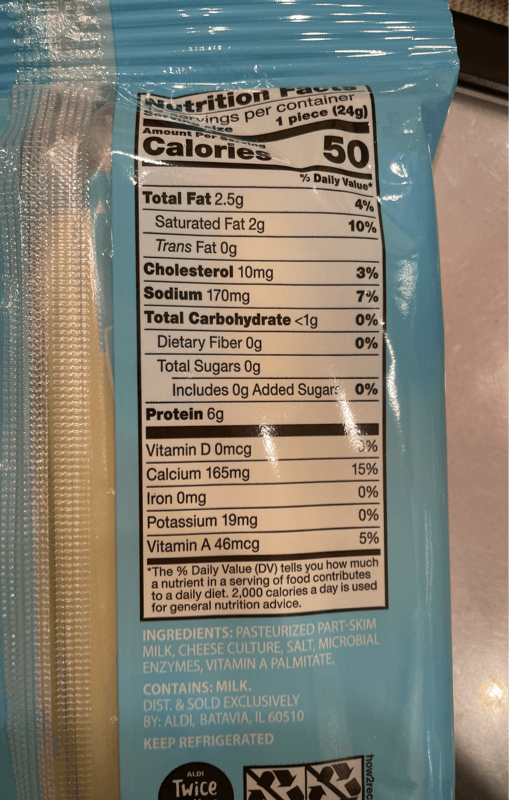 Nutrition Facts
servings per container
1 piece (24g)
Amount Per Serving
Calories 50
% Daily Value*
Total Fat 2.5g 4%
Saturated Fat 2g 10%
Trans Fat 0g
Cholesterol 10mg 3%
Sodium 170mg 7%
Total Carbohydrate <1g 0%
Dietary Fiber 0g 0%
Total Sugars 0g
Includes 0g Added Sugars 0%
Protein 6g
Vitamin D 0mcg 0%
Calcium 165mg 15%
Iron 0mg 0%
Potassium 19mg 0%
Vitamin A 46mcg 5%
*The % Daily Value (DV) tells you how much
a nutrient in a serving of food contributes
to a daily diet. 2,000 calories a day is used
for general nutrition advice.
INGREDIENTS: PASTEURIZED PART-SKIM
MILK, CHEESE CULTURE, SALT, MICROBIAL
ENZYMES, VITAMIN A PALMITATE.
CONTAINS: MILK.
DIST. & SOLD EXCLUSIVELY
BY: ALDI, BATAVIA, IL 60510
KEEP REFRIGERATED
ALDI
Twice
how2rec